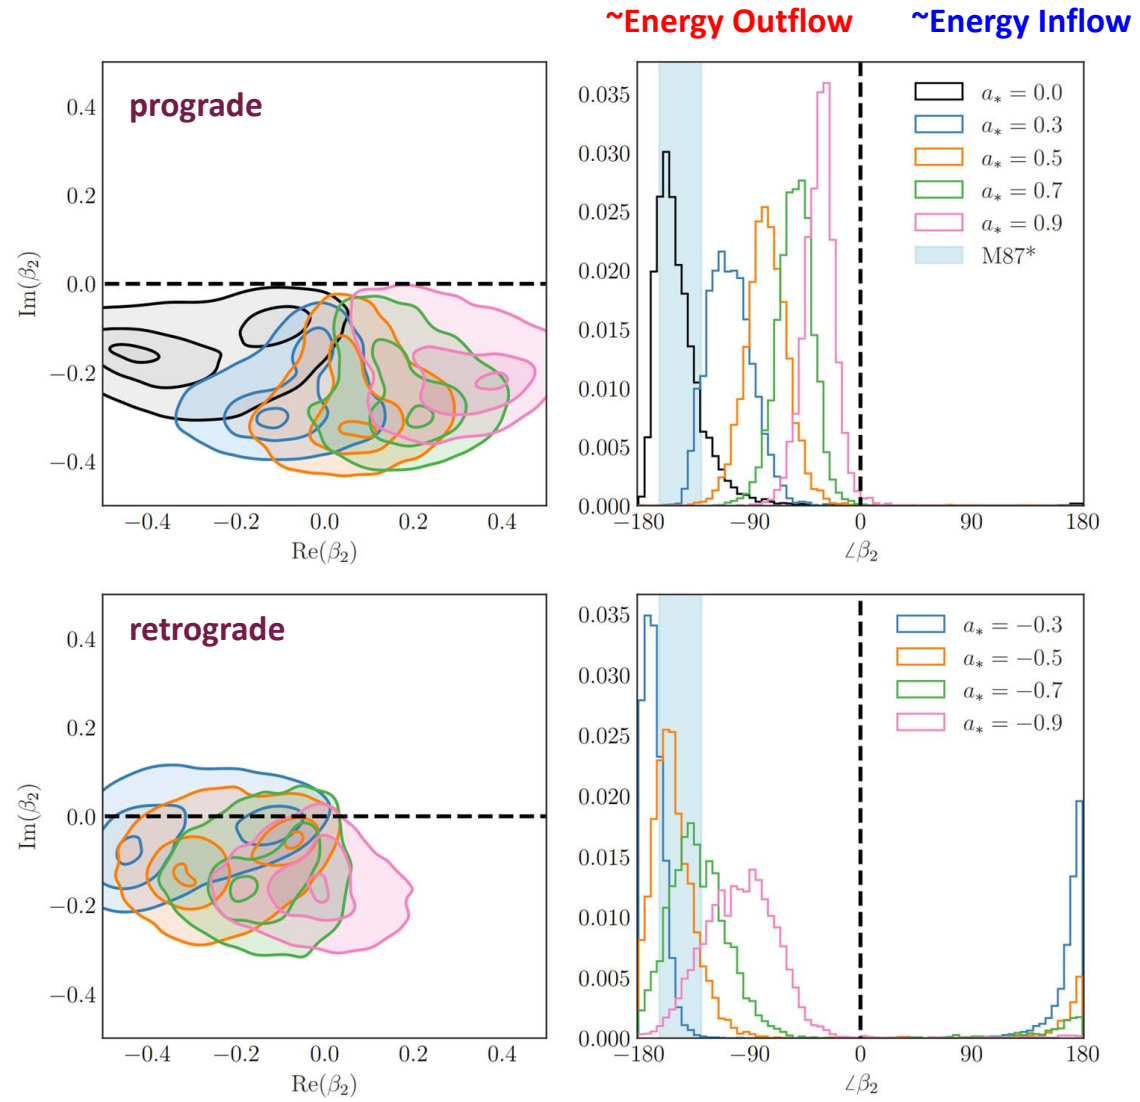 ~Energy Outflow ~Energy Inflow
prograde
0.4
0.2
0.0
−0.2
−0.4
Im(β₂)
−0.4 −0.2 0.0 0.2 0.4
Re(β₂)
0.035
0.030
0.025
0.020
0.015
0.010
0.005
0.000
a∗ = 0.0
a∗ = 0.3
a∗ = 0.5
a∗ = 0.7
a∗ = 0.9
M87*
−180 −90 0 90 180
∠β₂
retrograde
0.4
0.2
0.0
−0.2
−0.4
Im(β₂)
−0.4 −0.2 0.0 0.2 0.4
Re(β₂)
0.035
0.030
0.025
0.020
0.015
0.010
0.005
0.000
a∗ = −0.3
a∗ = −0.5
a∗ = −0.7
a∗ = −0.9
−180 −90 0 90 180
∠β₂